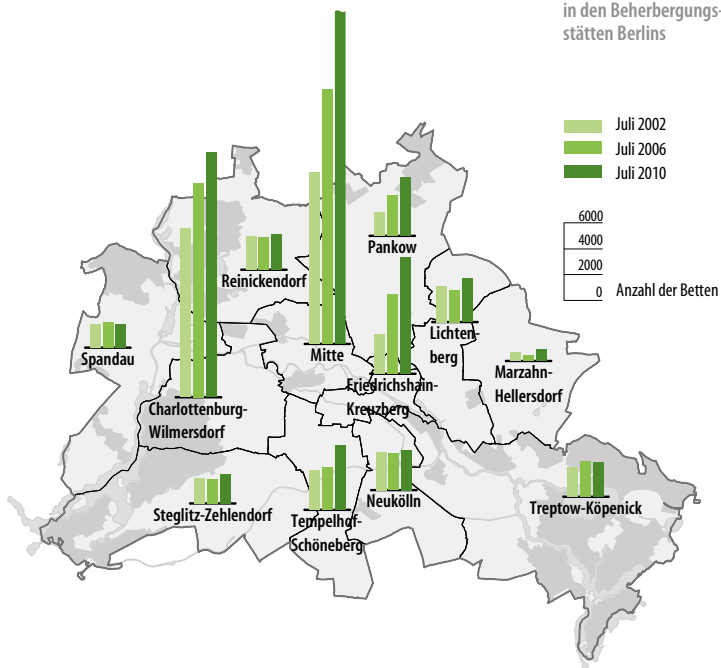 in den Beherbergungs-
stätten Berlins
Juli 2002
Juli 2006
Juli 2010
6000
4000
2000
0 Anzahl der Betten
Pankow
Reinickendorf
Lichten-
berg
Mitte
Spandau
Marzahn-
Hellersdorf
Friedrichshain-
Kreuzberg
Charlottenburg-
Wilmersdorf
Neukölln
Treptow-Köpenick
Steglitz-Zehlendorf
Tempelhof-
Schöneberg